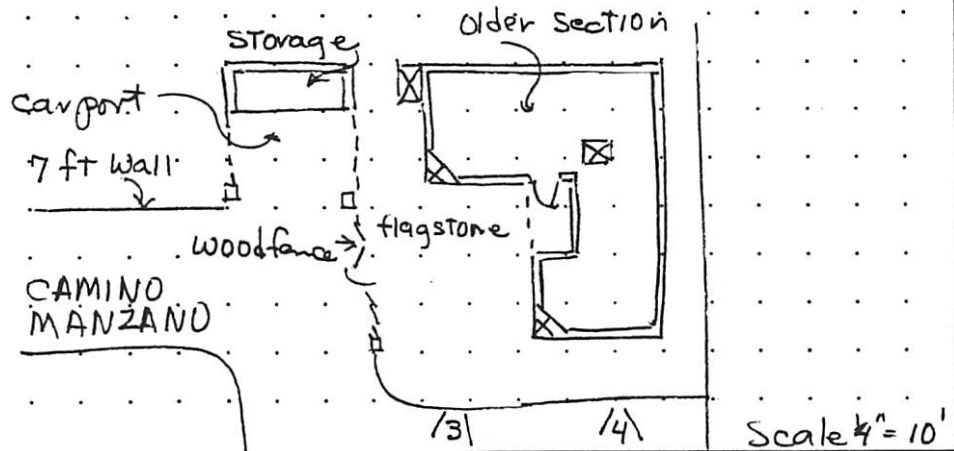 Older Section
Storage
carport
7 ft Wall
flagstone
Woodfence
CAMINO
MANZANO
3
4
Scale ¼" = 10'